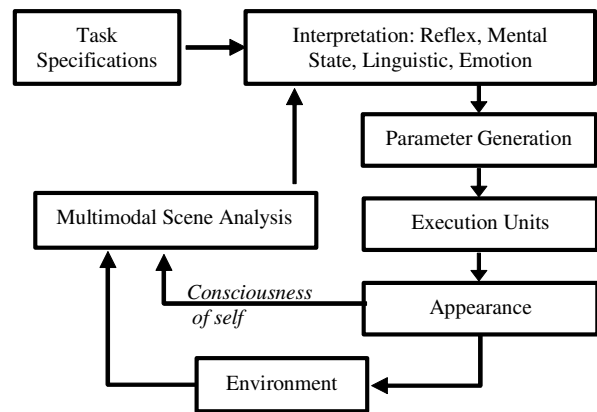 Task
Specifications
Interpretation: Reflex, Mental
State, Linguistic, Emotion
Parameter Generation
Multimodal Scene Analysis
Execution Units
Consciousness
of self
Appearance
Environment